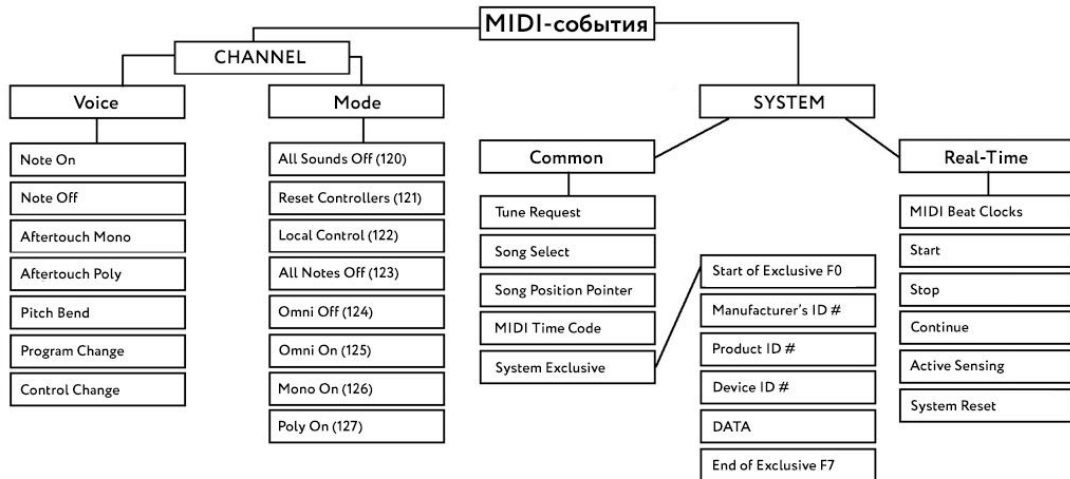 MIDI-события
CHANNEL
Voice
Note On
Note Off
Aftertouch Mono
Aftertouch Poly
Pitch Bend
Program Change
Control Change
Mode
All Sounds Off (120)
Reset Controllers (121)
Local Control (122)
All Notes Off (123)
Omni Off (124)
Omni On (125)
Mono On (126)
Poly On (127)
SYSTEM
Common
Tune Request
Song Select
Song Position Pointer
MIDI Time Code
System Exclusive
Start of Exclusive F0
Manufacturer's ID #
Product ID #
Device ID #
DATA
End of Exclusive F7
Real-Time
MIDI Beat Clocks
Start
Stop
Continue
Active Sensing
System Reset